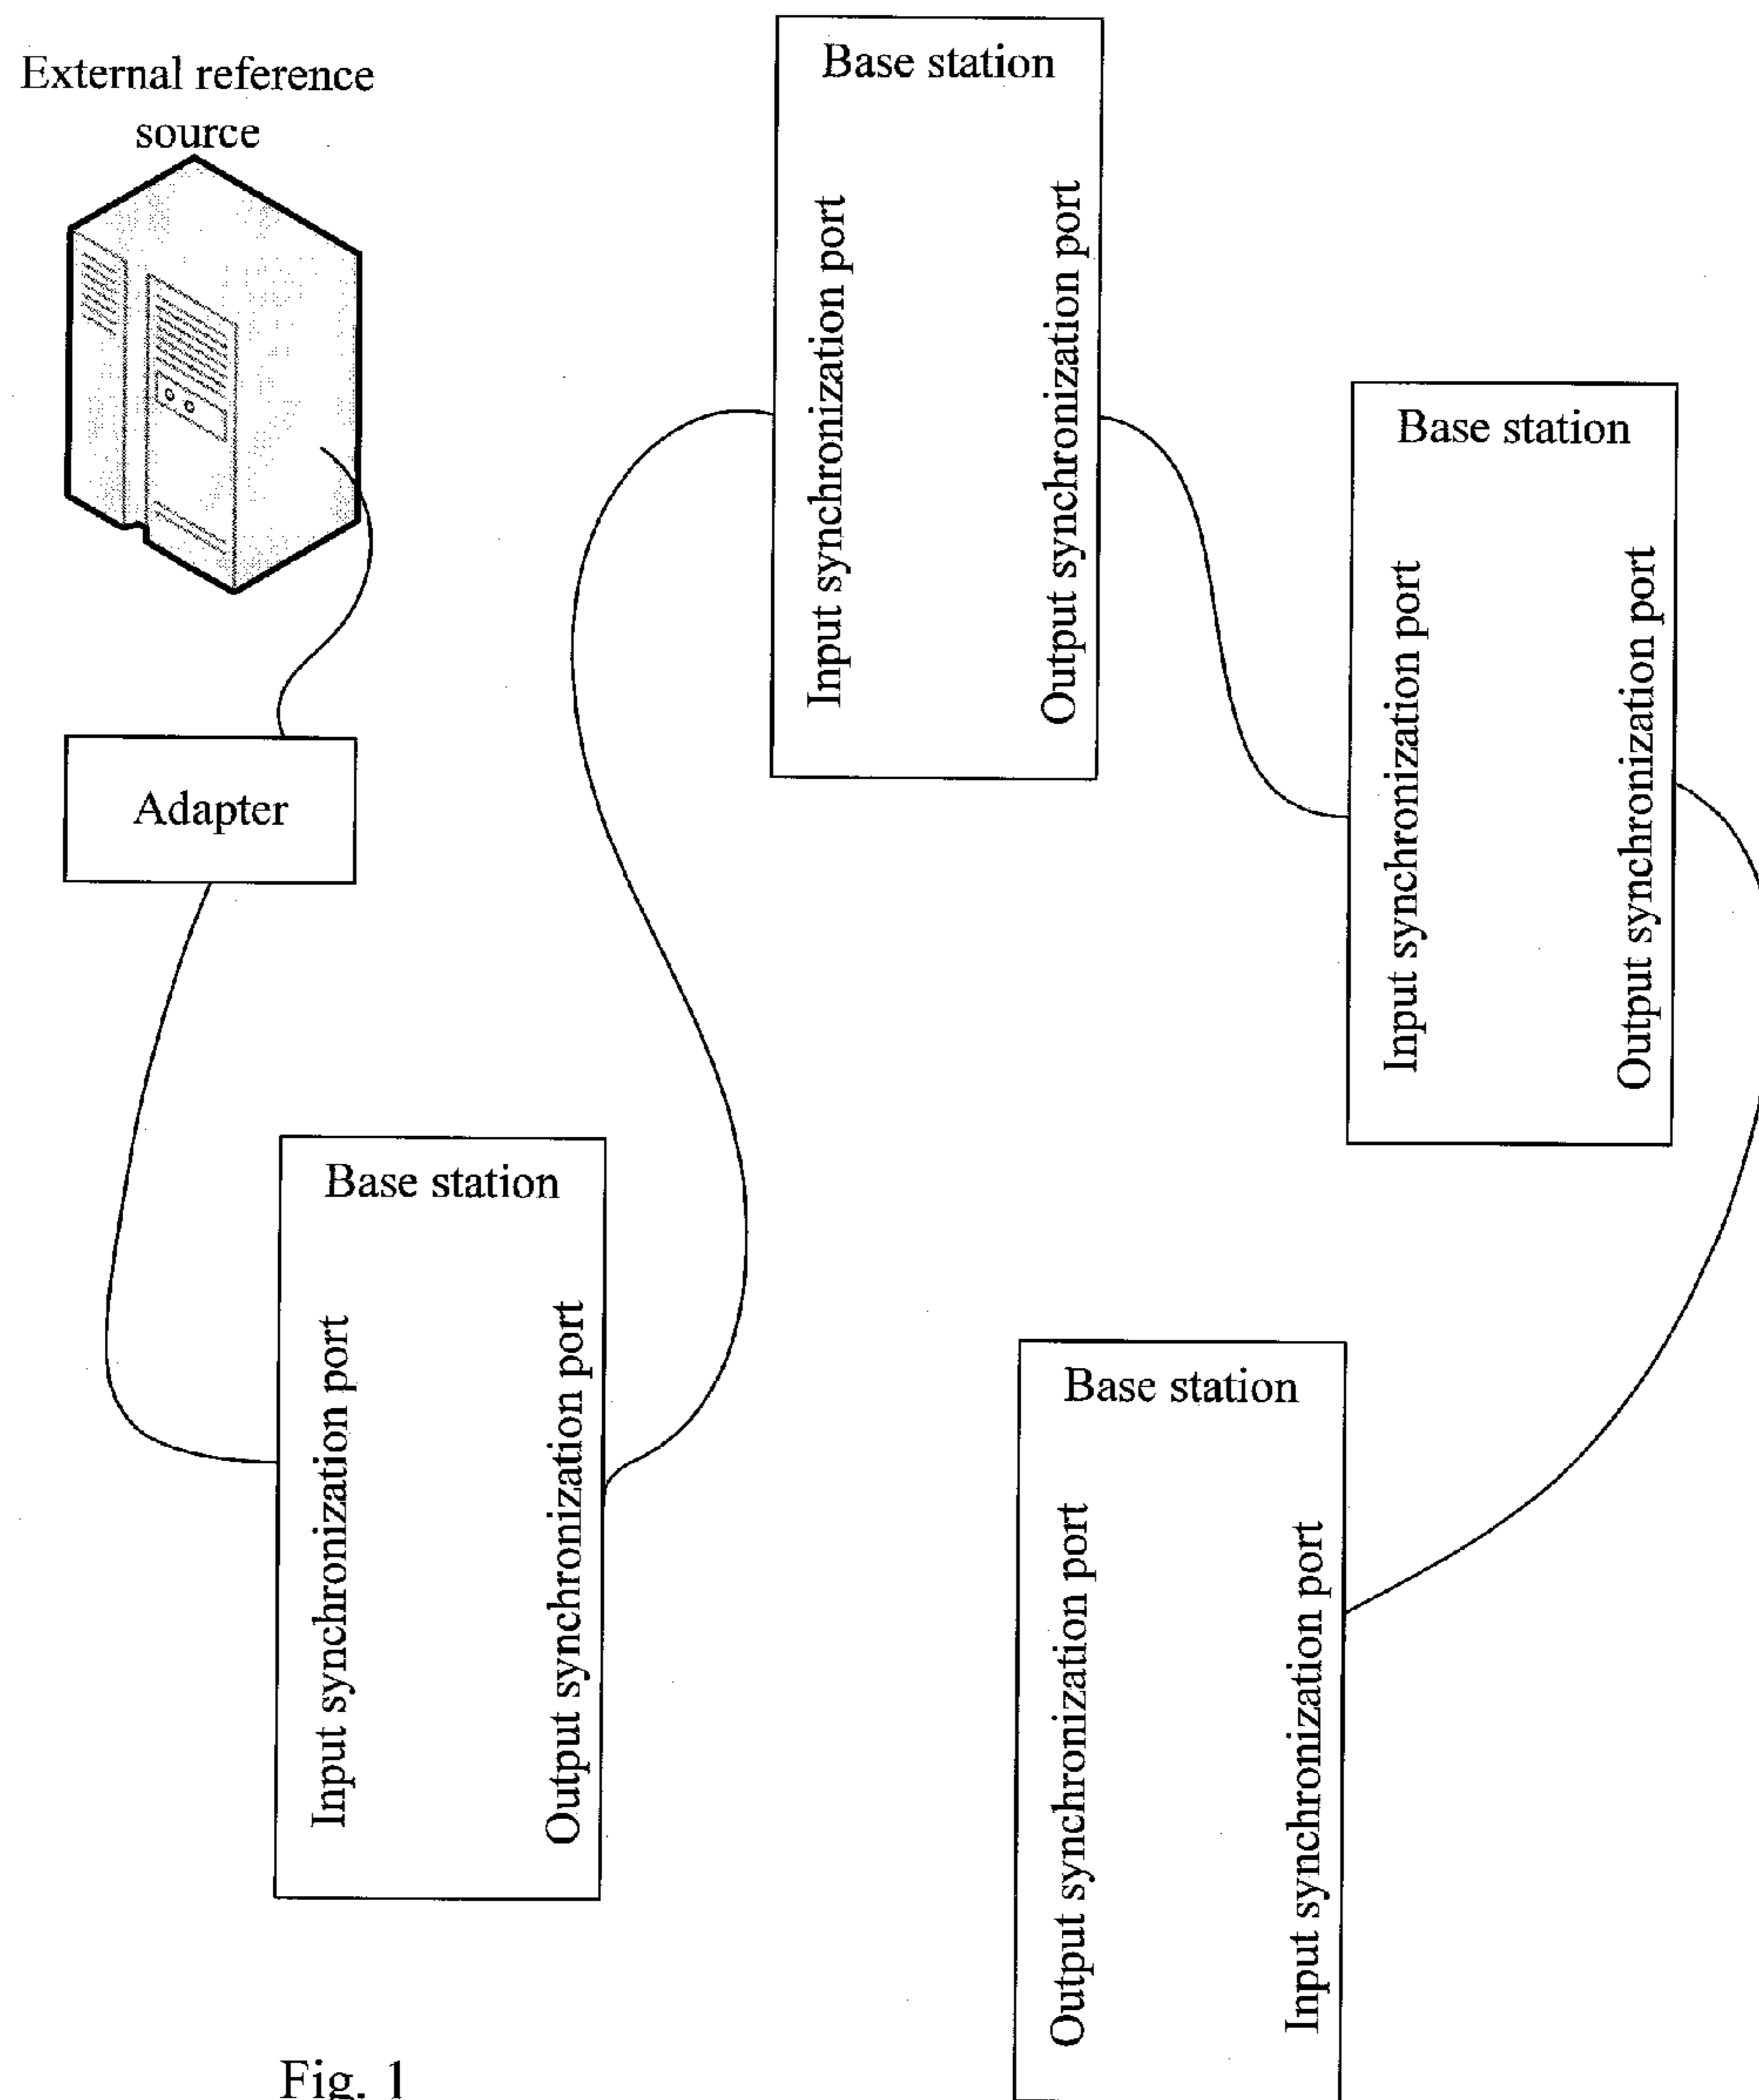 External reference
source
Adapter
Base station
Input synchronization port
Output synchronization port
Base station
Input synchronization port
Output synchronization port
Base station
Input synchronization port
Output synchronization port
Base station
Output synchronization port
Input synchronization port
Fig. 1